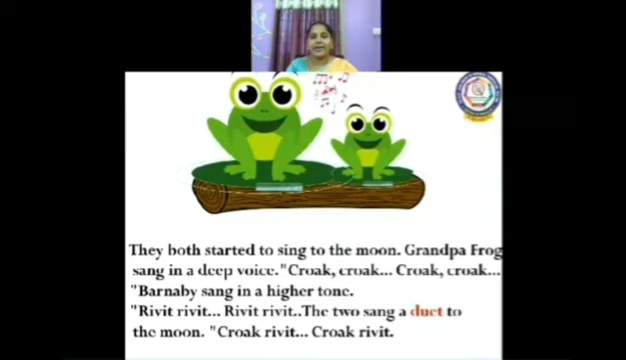 They both started to sing to the moon. Grandpa Frog
sang in a deep voice."Croak, croak... Croak, croak...
"Barnaby sang in a higher tone.
"Rivit rivit... Rivit rivit..The two sang a duet to
the moon. "Croak rivit... Croak rivit.